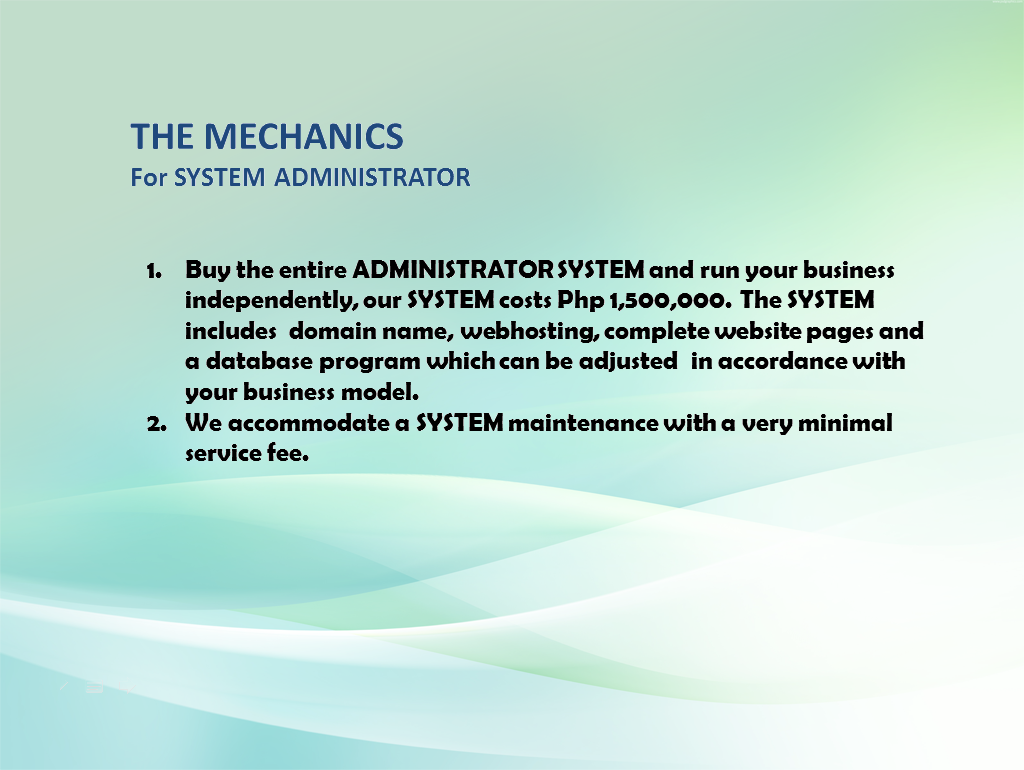 THE MECHANICS
For SYSTEM ADMINISTRATOR
1. Buy the entire ADMINISTRATOR SYSTEM and run your business
independently, our SYSTEM costs Php 1,500,000. The SYSTEM
includes domain name, webhosting, complete website pages and
a database program which can be adjusted in accordance with
your business model.
2. We accommodate a SYSTEM maintenance with a very minimal
service fee.